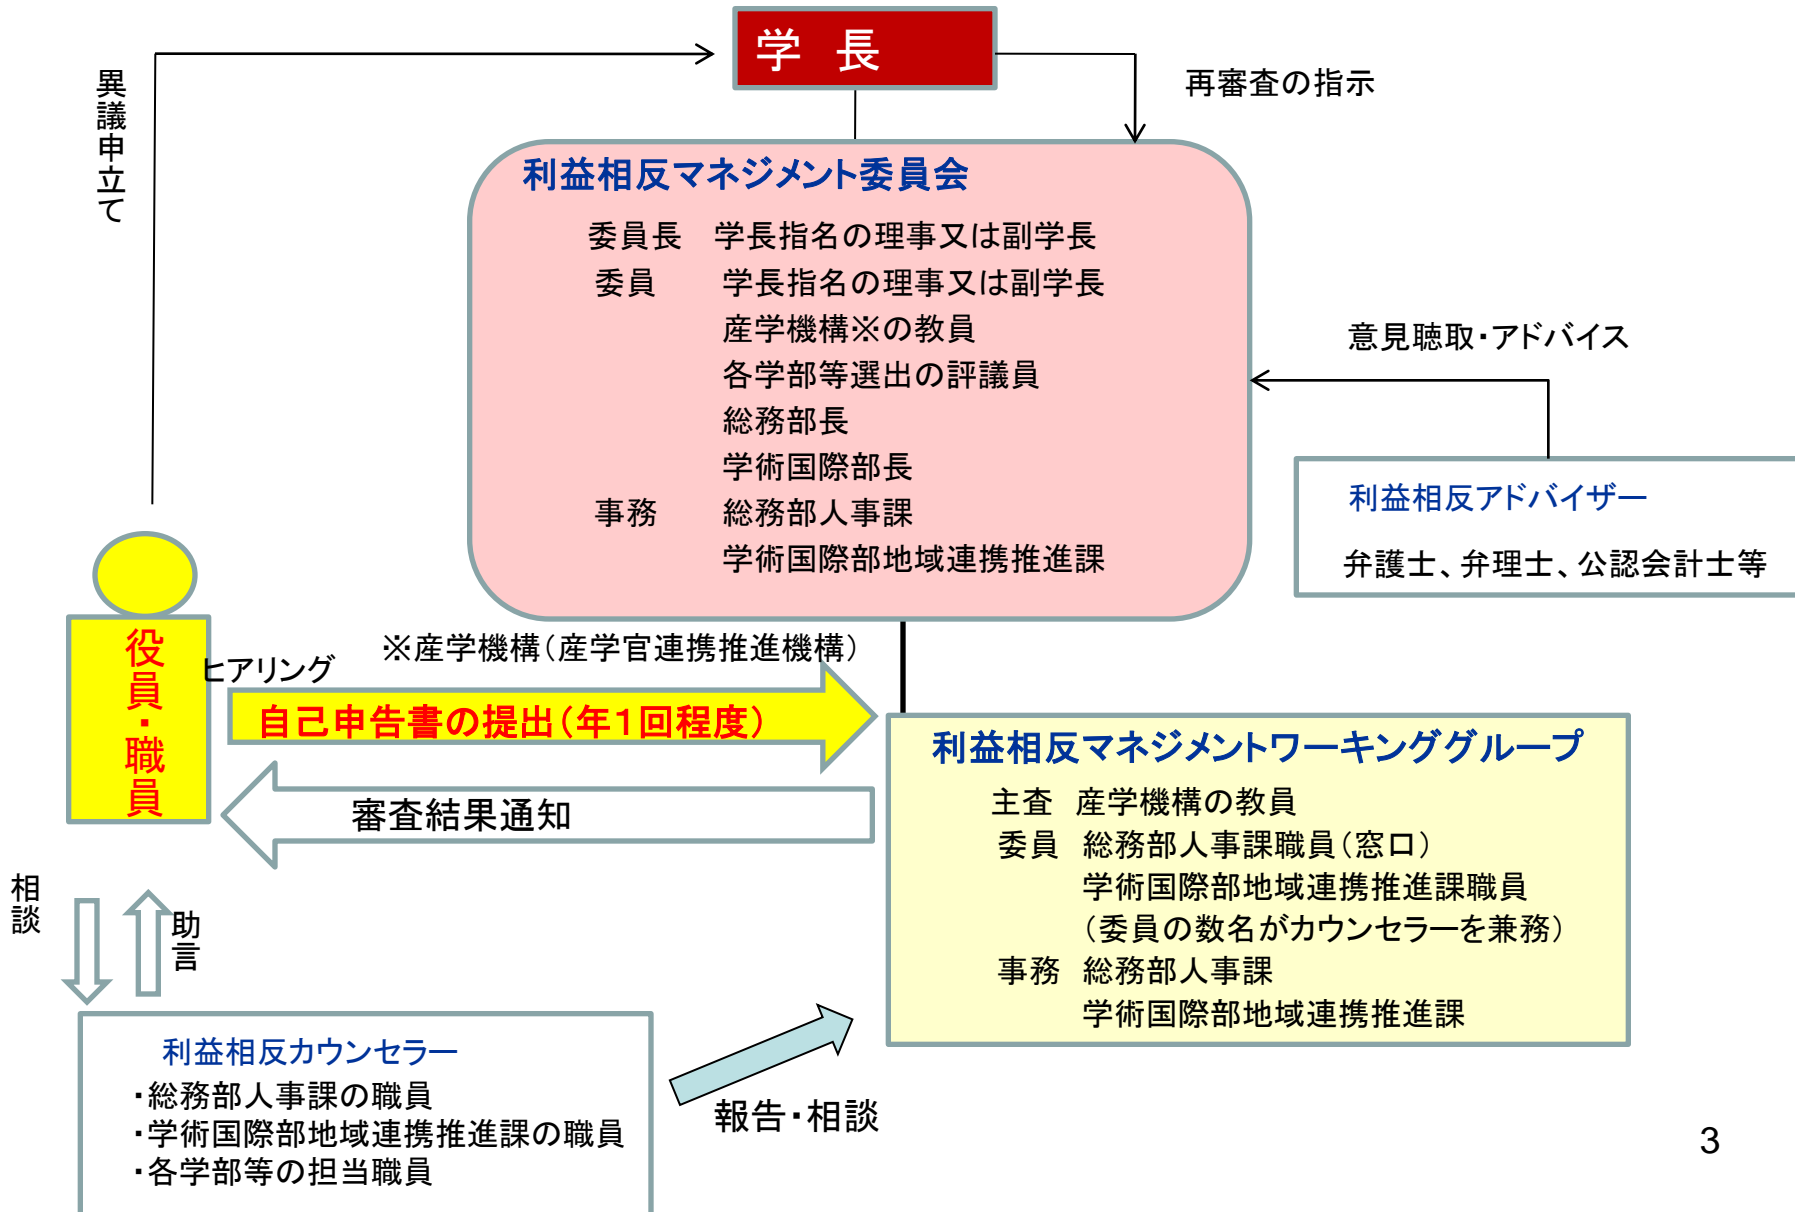 学 長
異議申立て
再審査の指示
利益相反マネジメント委員会
委員長 学長指名の理事又は副学長
委員 学長指名の理事又は副学長
産学機構※の教員
各学部等選出の評議員
総務部長
学術国際部長
事務 総務部人事課
学術国際部地域連携推進課
意見聴取・アドバイス
利益相反アドバイザー
弁護士、弁理士、公認会計士等
役員・職員
※産学機構(産学官連携推進機構)
ヒアリング
自己申告書の提出(年1回程度)
審査結果通知
利益相反マネジメントワーキンググループ
主査 産学機構の教員
委員 総務部人事課職員(窓口)
学術国際部地域連携推進課職員
(委員の数名がカウンセラーを兼務)
事務 総務部人事課
学術国際部地域連携推進課
相談
助言
利益相反カウンセラー
・総務部人事課の職員
・学術国際部地域連携推進課の職員
・各学部等の担当職員
報告・相談
3